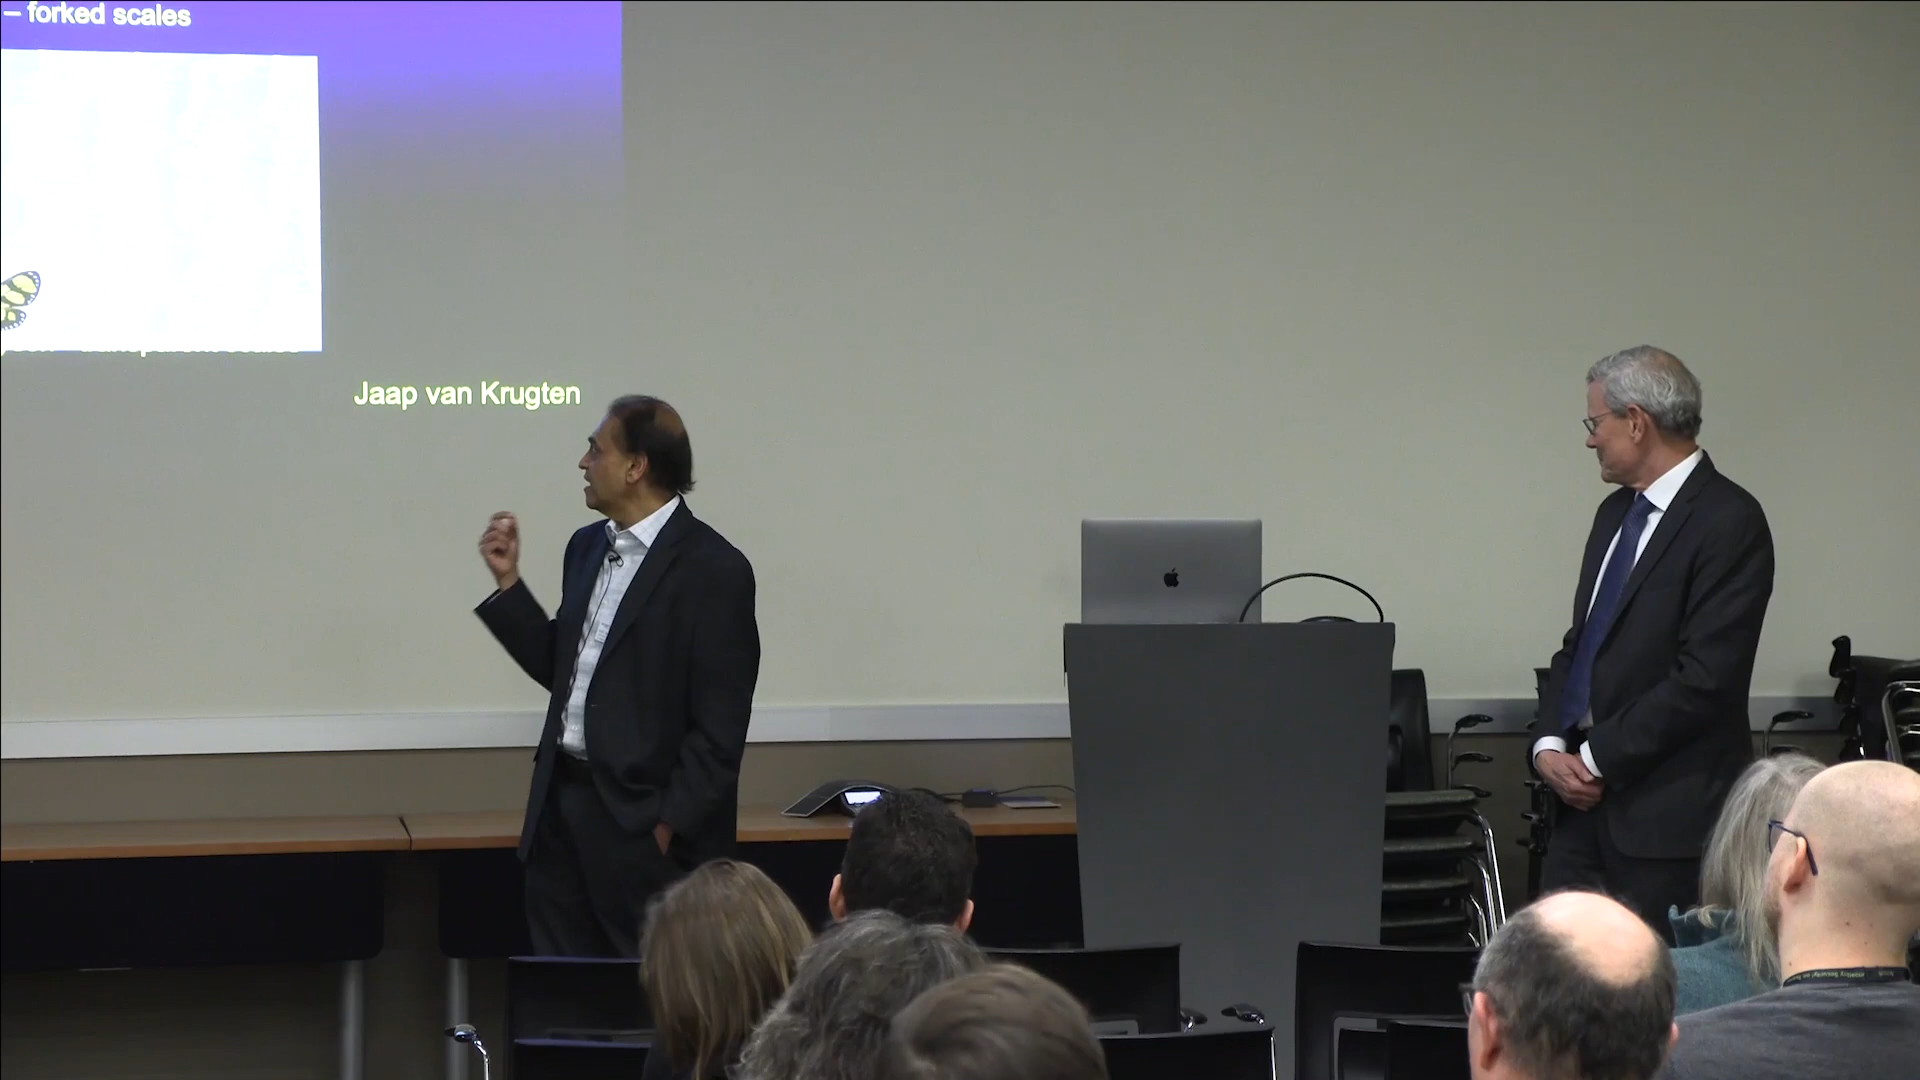 – forked scales
Jaap van Krugten